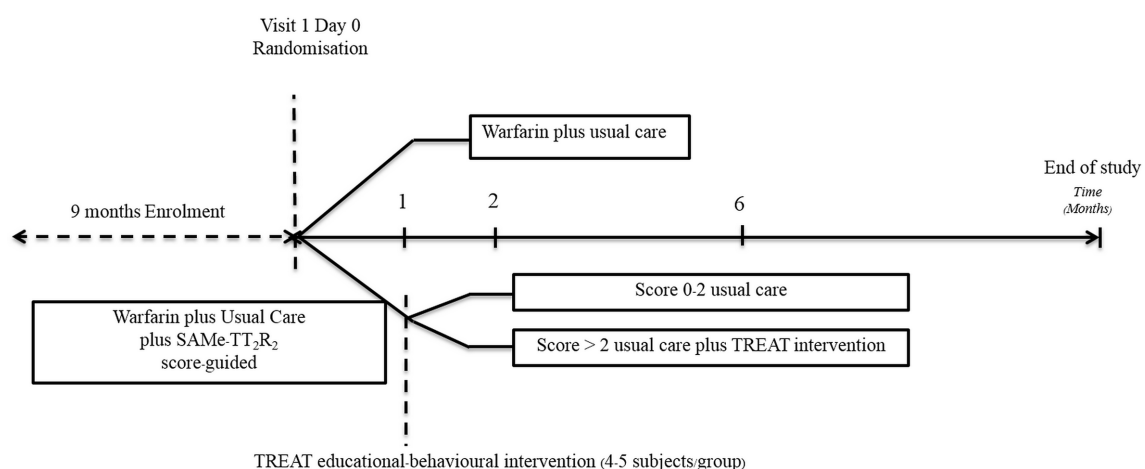 Visit 1 Day 0
Randomisation
Warfarin plus usual care
End of study
Time
(Months)
9 months Enrolment
1
2
6
Score 0-2 usual care
Warfarin plus Usual Care
plus SAMe-TT₂R₂
score-guided
Score > 2 usual care plus TREAT intervention
TREAT educational-behavioural intervention (4-5 subjects/group)